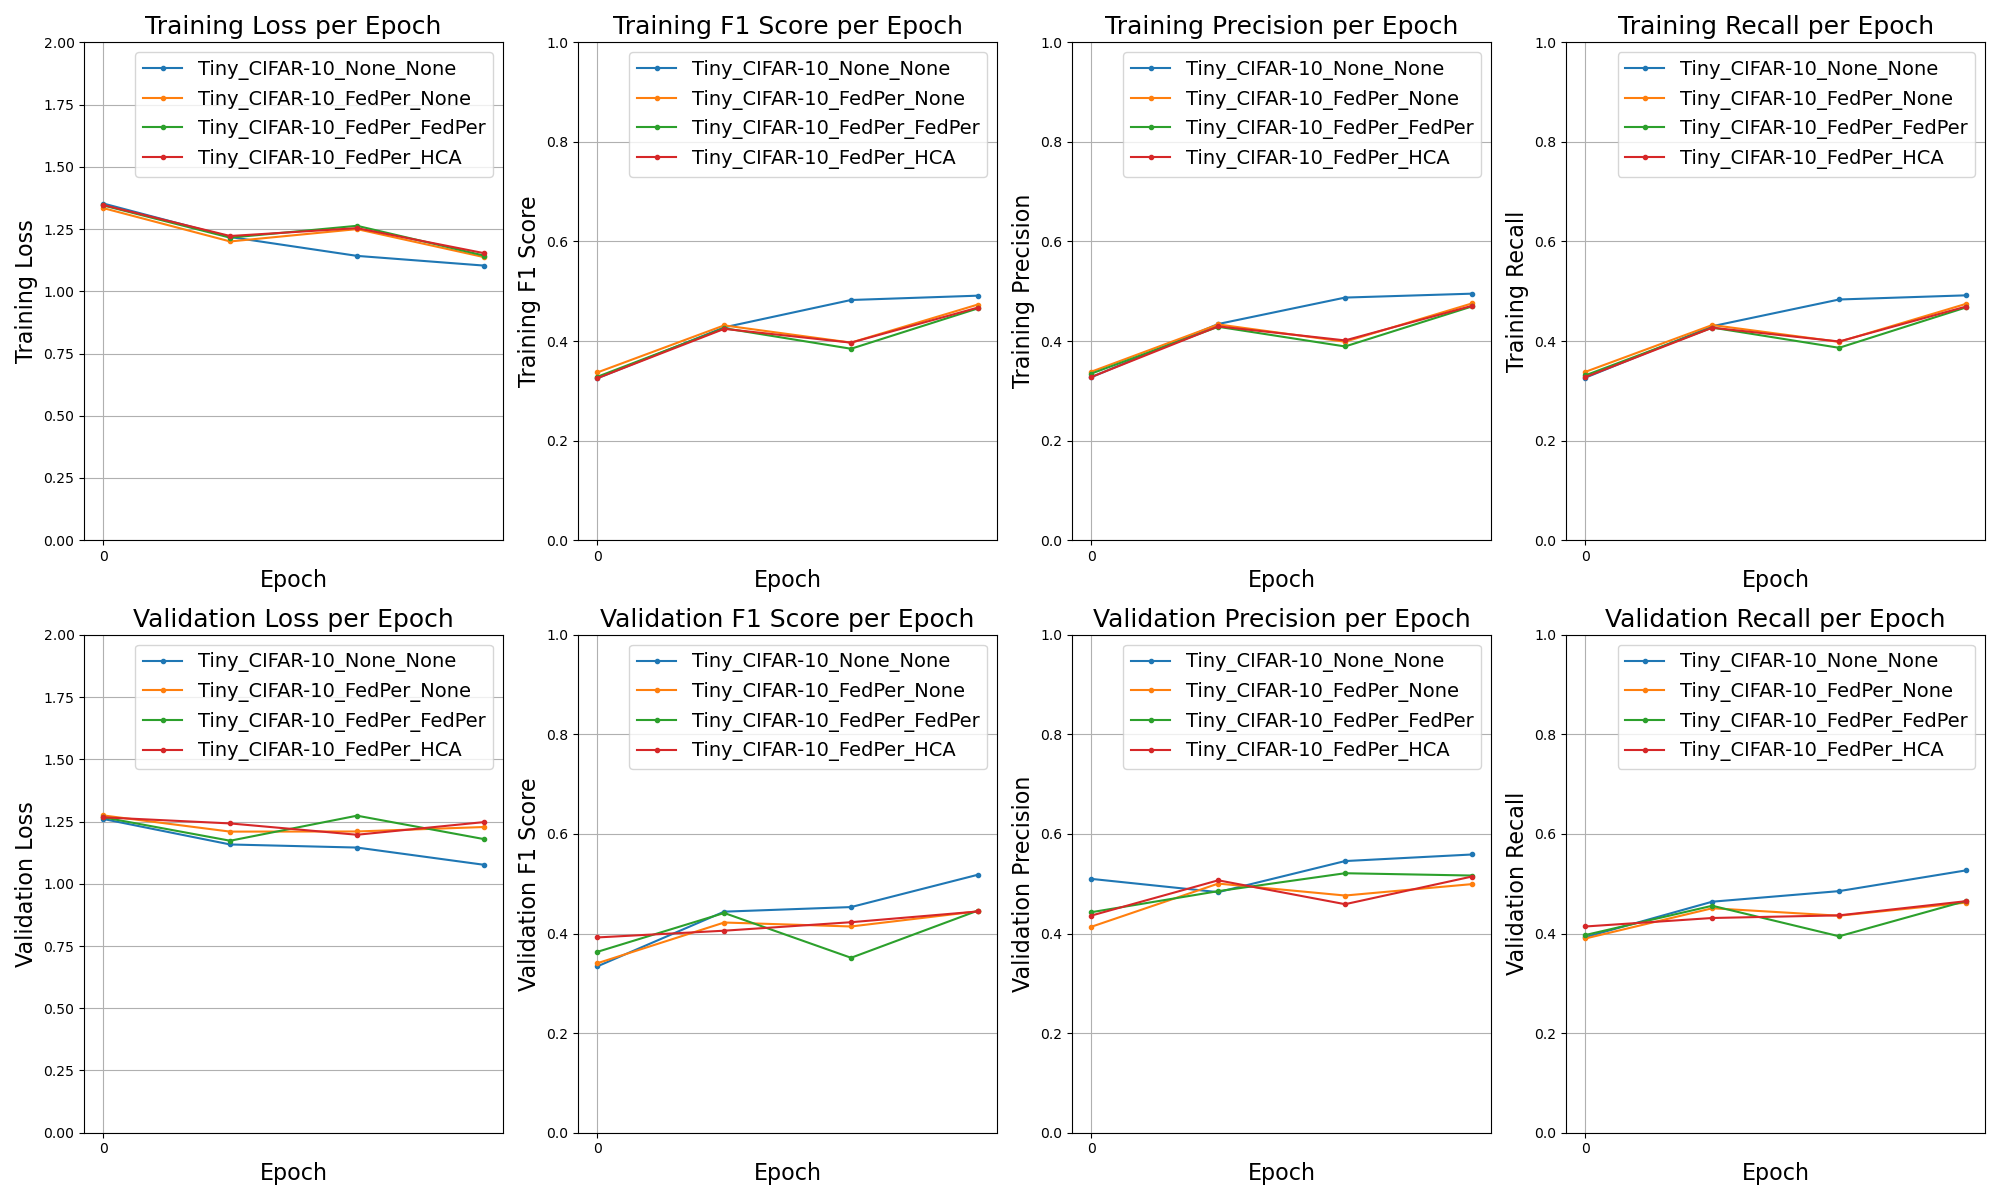 Training Loss per Epoch
Training Loss
2.00
1.75
1.50
1.25
1.00
0.75
0.50
0.25
0.00
Tiny_CIFAR-10_None_None
Tiny_CIFAR-10_FedPer_None
Tiny_CIFAR-10_FedPer_FedPer
Tiny_CIFAR-10_FedPer_HCA
0
Epoch
Training F1 Score per Epoch
Training F1 Score
1.0
0.8
0.6
0.4
0.2
0.0
Tiny_CIFAR-10_None_None
Tiny_CIFAR-10_FedPer_None
Tiny_CIFAR-10_FedPer_FedPer
Tiny_CIFAR-10_FedPer_HCA
0
Epoch
Training Precision per Epoch
Training Precision
1.0
0.8
0.6
0.4
0.2
0.0
Tiny_CIFAR-10_None_None
Tiny_CIFAR-10_FedPer_None
Tiny_CIFAR-10_FedPer_FedPer
Tiny_CIFAR-10_FedPer_HCA
0
Epoch
Training Recall per Epoch
Training Recall
1.0
0.8
0.6
0.4
0.2
0.0
Tiny_CIFAR-10_None_None
Tiny_CIFAR-10_FedPer_None
Tiny_CIFAR-10_FedPer_FedPer
Tiny_CIFAR-10_FedPer_HCA
0
Epoch
Validation Loss per Epoch
Validation Loss
2.00
1.75
1.50
1.25
1.00
0.75
0.50
0.25
0.00
Tiny_CIFAR-10_None_None
Tiny_CIFAR-10_FedPer_None
Tiny_CIFAR-10_FedPer_FedPer
Tiny_CIFAR-10_FedPer_HCA
0
Epoch
Validation F1 Score per Epoch
Validation F1 Score
1.0
0.8
0.6
0.4
0.2
0.0
Tiny_CIFAR-10_None_None
Tiny_CIFAR-10_FedPer_None
Tiny_CIFAR-10_FedPer_FedPer
Tiny_CIFAR-10_FedPer_HCA
0
Epoch
Validation Precision per Epoch
Validation Precision
1.0
0.8
0.6
0.4
0.2
0.0
Tiny_CIFAR-10_None_None
Tiny_CIFAR-10_FedPer_None
Tiny_CIFAR-10_FedPer_FedPer
Tiny_CIFAR-10_FedPer_HCA
0
Epoch
Validation Recall per Epoch
Validation Recall
1.0
0.8
0.6
0.4
0.2
0.0
Tiny_CIFAR-10_None_None
Tiny_CIFAR-10_FedPer_None
Tiny_CIFAR-10_FedPer_FedPer
Tiny_CIFAR-10_FedPer_HCA
0
Epoch